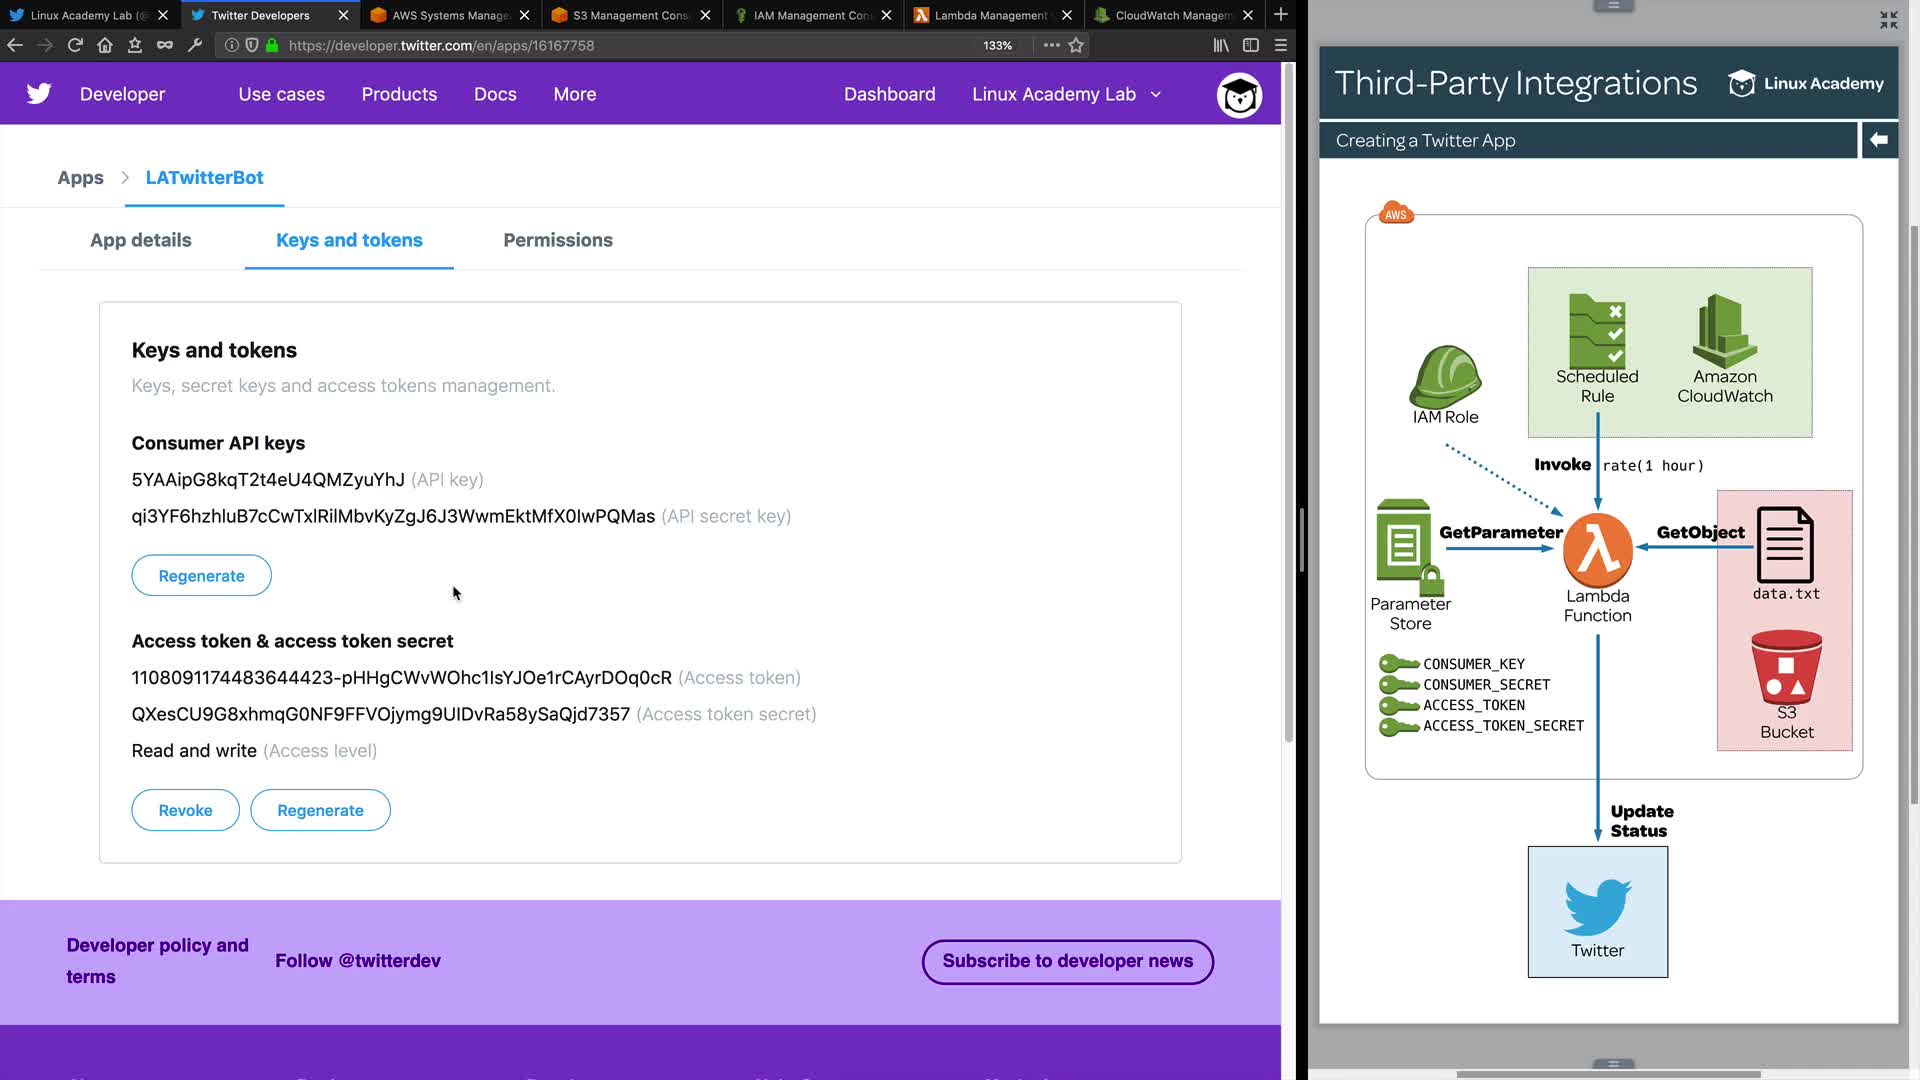 Linux Academy Lab (@
Twitter Developers
AWS Systems Manage
S3 Management Cons
IAM Management Con
Lambda Management
CloudWatch Managem
https://developer.twitter.com/en/apps/16167758
133%
Developer
Use cases
Products
Docs
More
Dashboard
Linux Academy Lab
Apps > LATwitterBot
App details
Keys and tokens
Permissions
Keys and tokens
Keys, secret keys and access tokens management.
Consumer API keys
5YAAipG8kqT2t4eU4QMZyuYhJ (API key)
qi3YF6hzhluB7cCwTxlRilMbvKyZgJ6J3WwmEktMfX0lwPQMas (API secret key)
Regenerate
Access token & access token secret
1108091174483644423-pHHgCWvWOhc1IsYJOe1rCAyrDOq0cR (Access token)
QXesCU9G8xhmqG0NF9FFVOjymg9UIDvRa58ySaQjd7357 (Access token secret)
Read and write (Access level)
Revoke
Regenerate
Developer policy and
terms
Follow @twitterdev
Subscribe to developer news
Third-Party Integrations
Linux Academy
Creating a Twitter App
AWS
Scheduled
Rule
Amazon
CloudWatch
IAM Role
Invoke
rate(1 hour)
GetParameter
GetObject
data.txt
Lambda
Function
Parameter
Store
CONSUMER_KEY
CONSUMER_SECRET
ACCESS_TOKEN
ACCESS_TOKEN_SECRET
S3
Bucket
Update
Status
Twitter